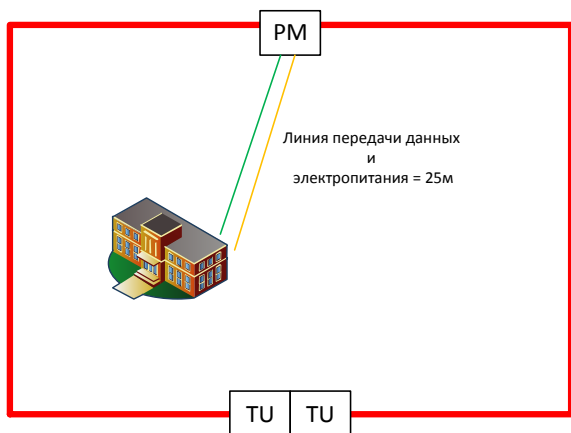 PM
Линия передачи данных
и
электропитания = 25м
TU TU